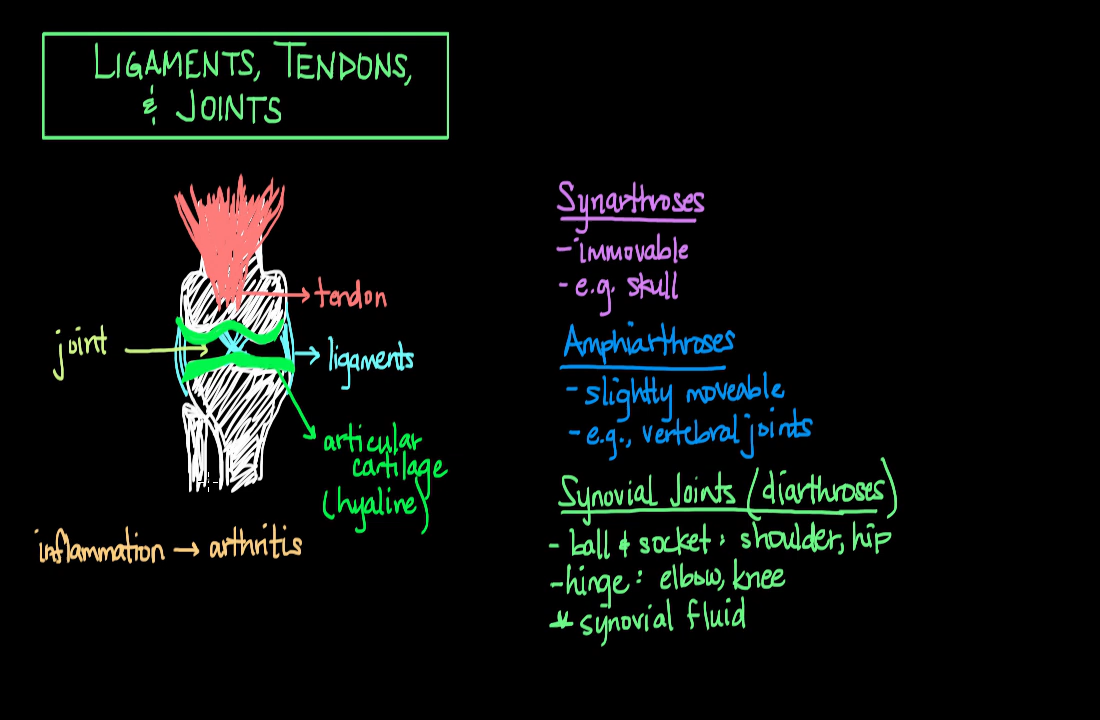 LIGAMENTS, TENDONS,
& JOINTS
tendon
joint
ligaments
articular
cartilage
(hyaline)
inflammation → arthritis
Synarthroses
- immovable
- e.g. skull
Amphiarthroses
- slightly moveable
- e.g., vertebral joints
Synovial Joints (diarthroses)
- ball & socket: shoulder, hip
- hinge: elbow, knee
* synovial fluid